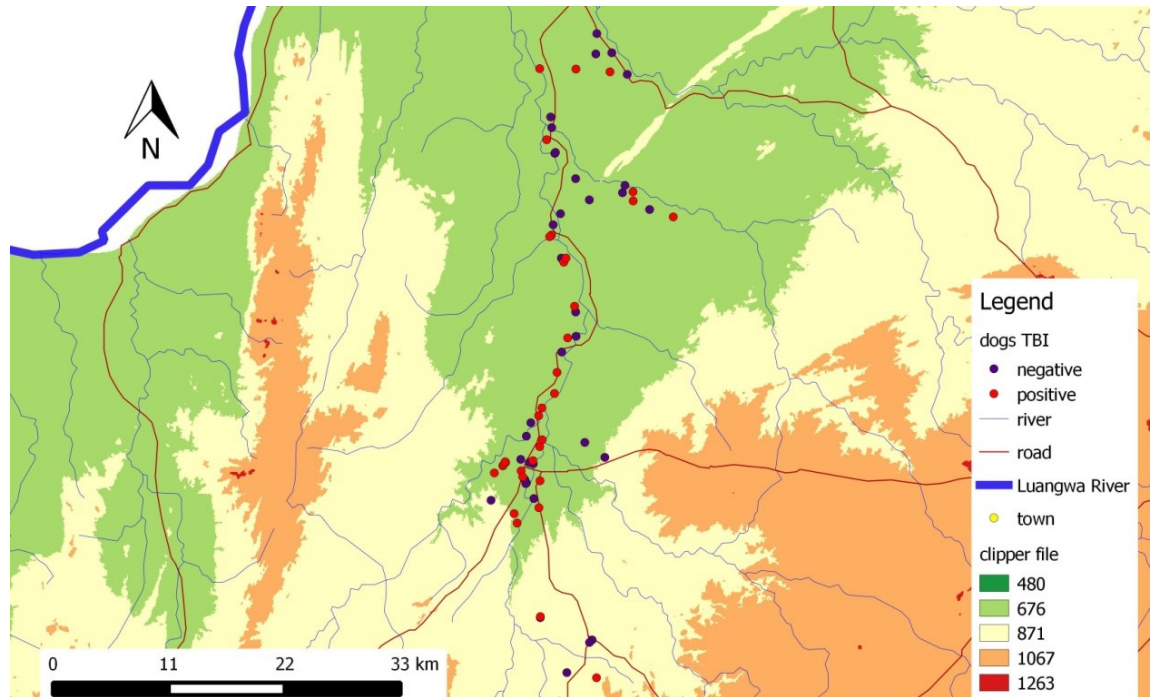 N
Legend
dogs TBI
negative
positive
river
road
Luangwa River
town
clipper file
480
676
871
1067
1263
0 11 22 33 km